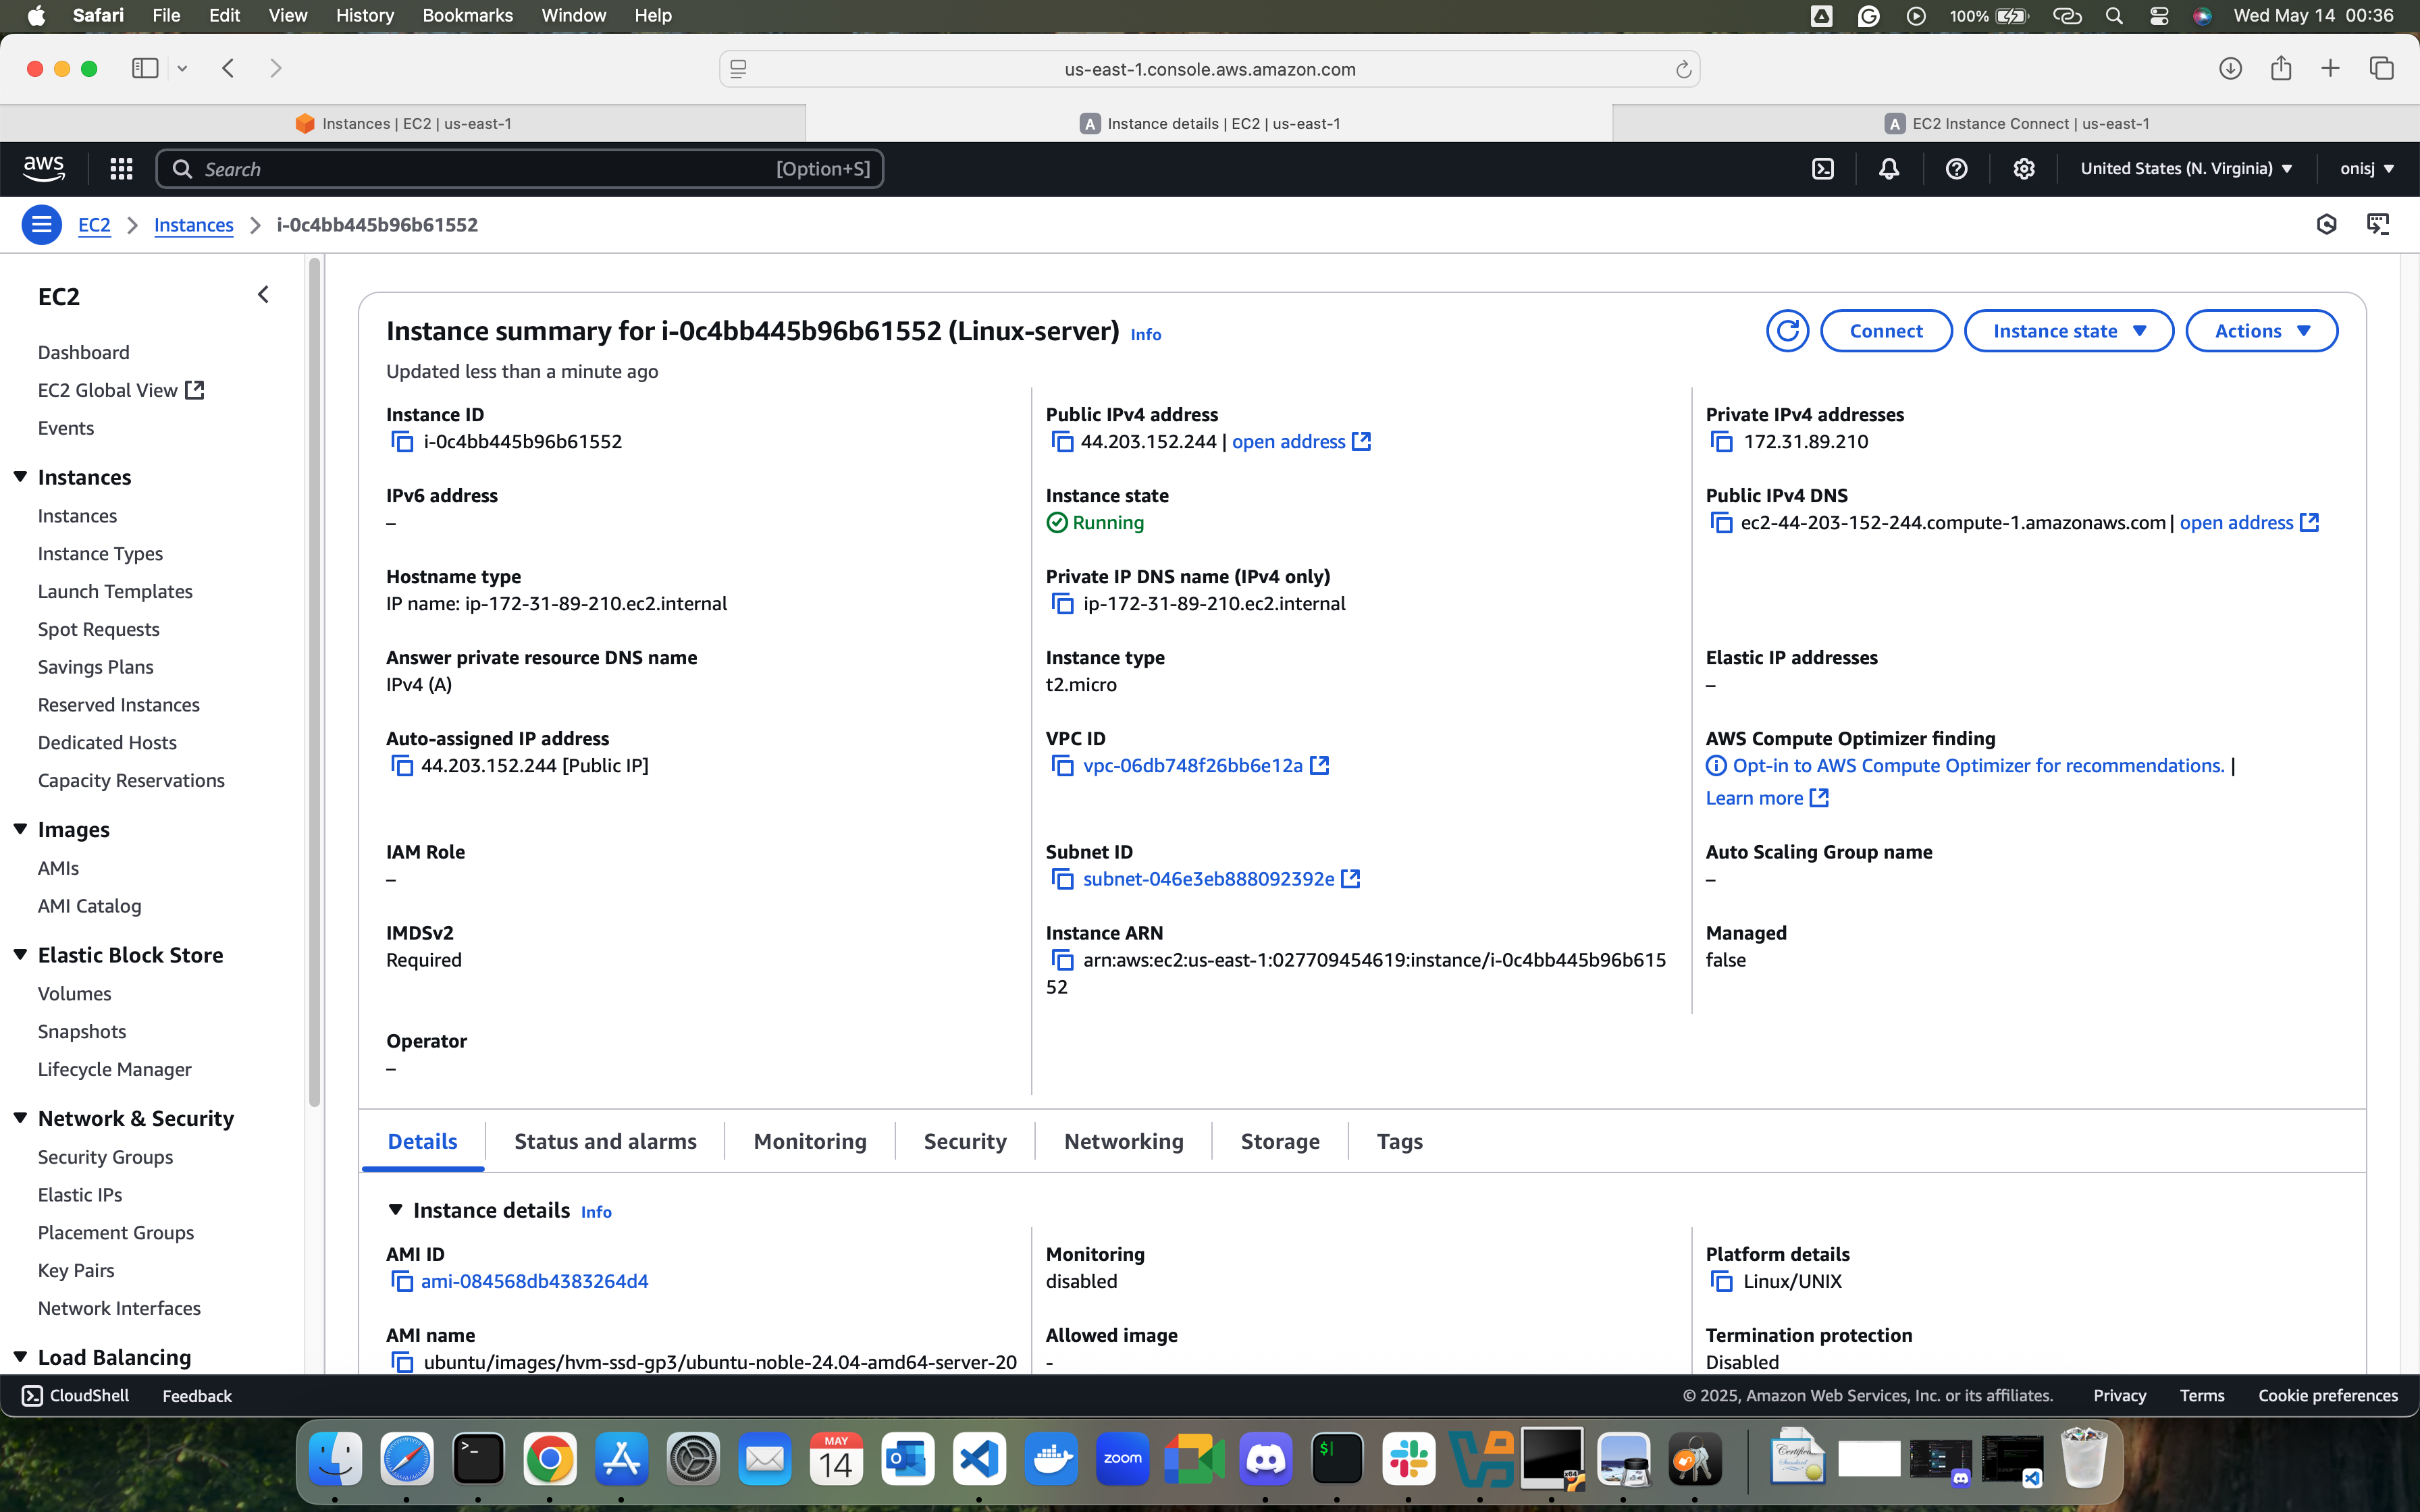 Safari File Edit View History Bookmarks Window Help 100% Wed May 14 00:36
us-east-1.console.aws.amazon.com
Instances | EC2 | us-east-1
A Instance details | EC2 | us-east-1
A EC2 Instance Connect | us-east-1
aws Search [Option+S] United States (N. Virginia) onisj
EC2 Instances i-0c4bb445b96b61552
EC2
Dashboard
EC2 Global View
Events
Instances
Instances
Instance Types
Launch Templates
Spot Requests
Savings Plans
Reserved Instances
Dedicated Hosts
Capacity Reservations
Images
AMIs
AMI Catalog
Elastic Block Store
Volumes
Snapshots
Lifecycle Manager
Network & Security
Security Groups
Elastic IPs
Placement Groups
Key Pairs
Network Interfaces
Load Balancing
Instance summary for i-0c4bb445b96b61552 (Linux-server) Info
Connect Instance state Actions
Updated less than a minute ago
Instance ID
i-0c4bb445b96b61552
Public IPv4 address
44.203.152.244 | open address
Private IPv4 addresses
172.31.89.210
IPv6 address
–
Instance state
Running
Public IPv4 DNS
ec2-44-203-152-244.compute-1.amazonaws.com | open address
Hostname type
IP name: ip-172-31-89-210.ec2.internal
Private IP DNS name (IPv4 only)
ip-172-31-89-210.ec2.internal
Answer private resource DNS name
IPv4 (A)
Instance type
t2.micro
Elastic IP addresses
–
Auto-assigned IP address
44.203.152.244 [Public IP]
VPC ID
vpc-06db748f26bb6e12a
AWS Compute Optimizer finding
Opt-in to AWS Compute Optimizer for recommendations. |
Learn more
IAM Role
–
Subnet ID
subnet-046e3eb888092392e
Auto Scaling Group name
–
IMDSv2
Required
Instance ARN
arn:aws:ec2:us-east-1:027709454619:instance/i-0c4bb445b96b615
52
Managed
false
Operator
–
Details Status and alarms Monitoring Security Networking Storage Tags
Instance details Info
AMI ID
ami-084568db4383264d4
Monitoring
disabled
Platform details
Linux/UNIX
AMI name
ubuntu/images/hvm-ssd-gp3/ubuntu-noble-24.04-amd64-server-20
Allowed image
-
Termination protection
Disabled
CloudShell Feedback © 2025, Amazon Web Services, Inc. or its affiliates. Privacy Terms Cookie preferences
MAY
14
zoom